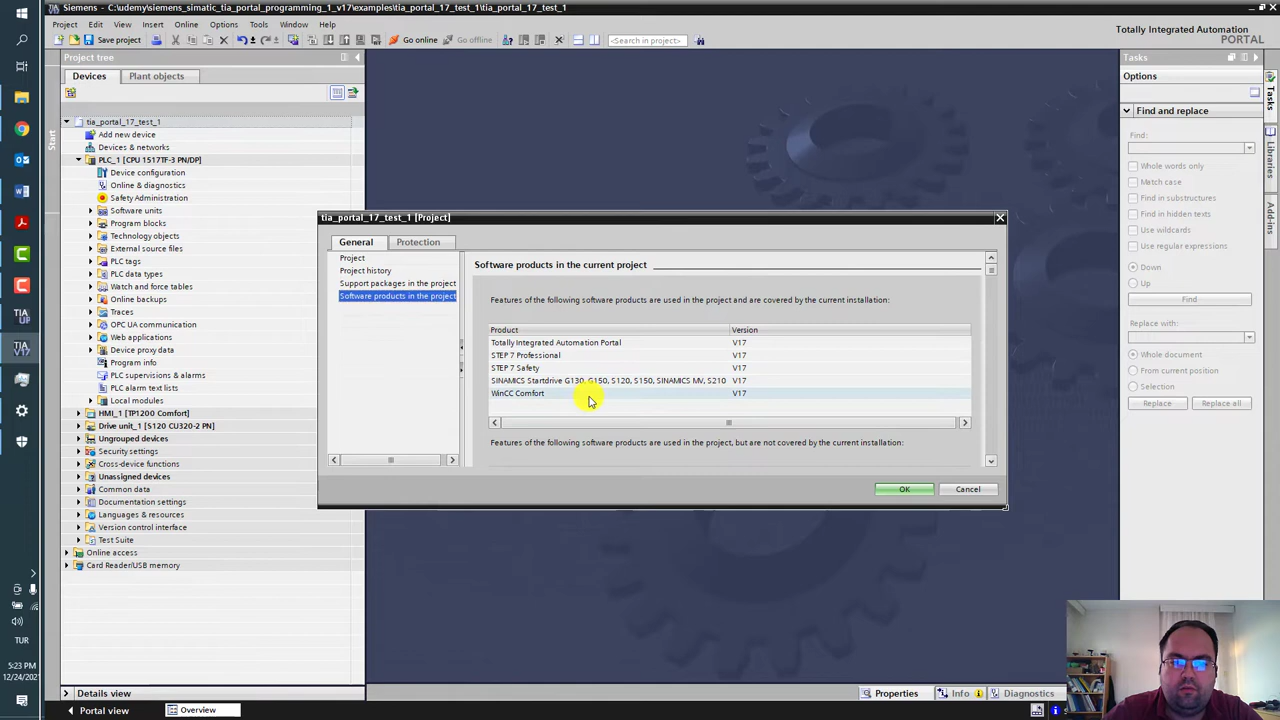 Siemens - C:\udemy\siemens_simatic_tia_portal_programming_1_v17\examples\tia_portal_17_test_1\tia_portal_17_test_1
Project Edit View Insert Online Options Tools Window Help
Totally Integrated Automation
PORTAL
Save project
Go online
Go offline
<Search in project>
Project tree
Devices
Plant objects
Start
tia_portal_17_test_1
Add new device
Devices & networks
PLC_1 [CPU 1517TF-3 PN/DP]
Device configuration
Online & diagnostics
Safety Administration
Software units
Program blocks
Technology objects
External source files
PLC tags
PLC data types
Watch and force tables
Online backups
Traces
OPC UA communication
Web applications
Device proxy data
Program info
PLC supervisions & alarms
PLC alarm text lists
Local modules
HMI_1 [TP1200 Comfort]
Drive unit_1 [S120 CU320-2 PN]
Ungrouped devices
Security settings
Cross-device functions
Unassigned devices
Common data
Documentation settings
Languages & resources
Version control interface
Test Suite
Online access
Card Reader/USB memory
Details view
Portal view
Overview
tia_portal_17_test_1 [Project]
General
Protection
Project
Project history
Support packages in the project
Software products in the project
Software products in the current project
Features of the following software products are used in the project and are covered by the current installation:
Product Version
Totally Integrated Automation Portal V17
STEP 7 Professional V17
STEP 7 Safety V17
SINAMICS Startdrive G130, G150, S120, S150, SINAMICS MV, S210 V17
WinCC Comfort V17
Features of the following software products are used in the project, but are not covered by the current installation:
OK
Cancel
Tasks
Options
Find and replace
Find:
Whole words only
Match case
Find in substructures
Find in hidden texts
Use wildcards
Use regular expressions
Down
Up
Find
Replace with:
Whole document
From current position
Selection
Replace
Replace all
Tasks
Libraries
Add-ins
Properties
Info
Diagnostics
TUR
5:23 PM